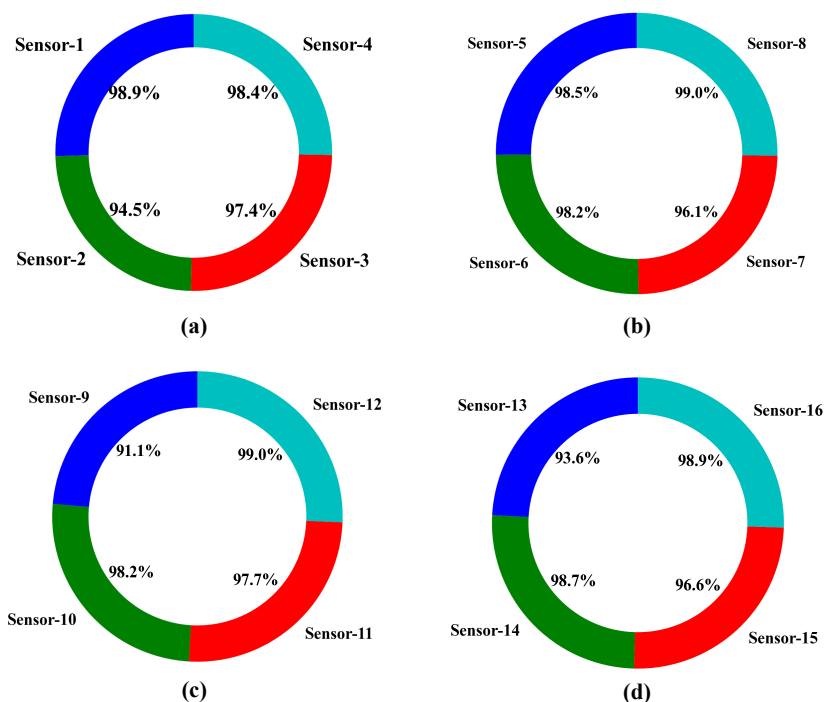 Sensor-1
Sensor-4
98.9%
98.4%
94.5%
97.4%
Sensor-2
Sensor-3
(a)
Sensor-5
Sensor-8
98.5%
99.0%
98.2%
96.1%
Sensor-6
Sensor-7
(b)
Sensor-9
Sensor-12
91.1%
99.0%
98.2%
97.7%
Sensor-10
Sensor-11
(c)
Sensor-13
Sensor-16
93.6%
98.9%
98.7%
96.6%
Sensor-14
Sensor-15
(d)